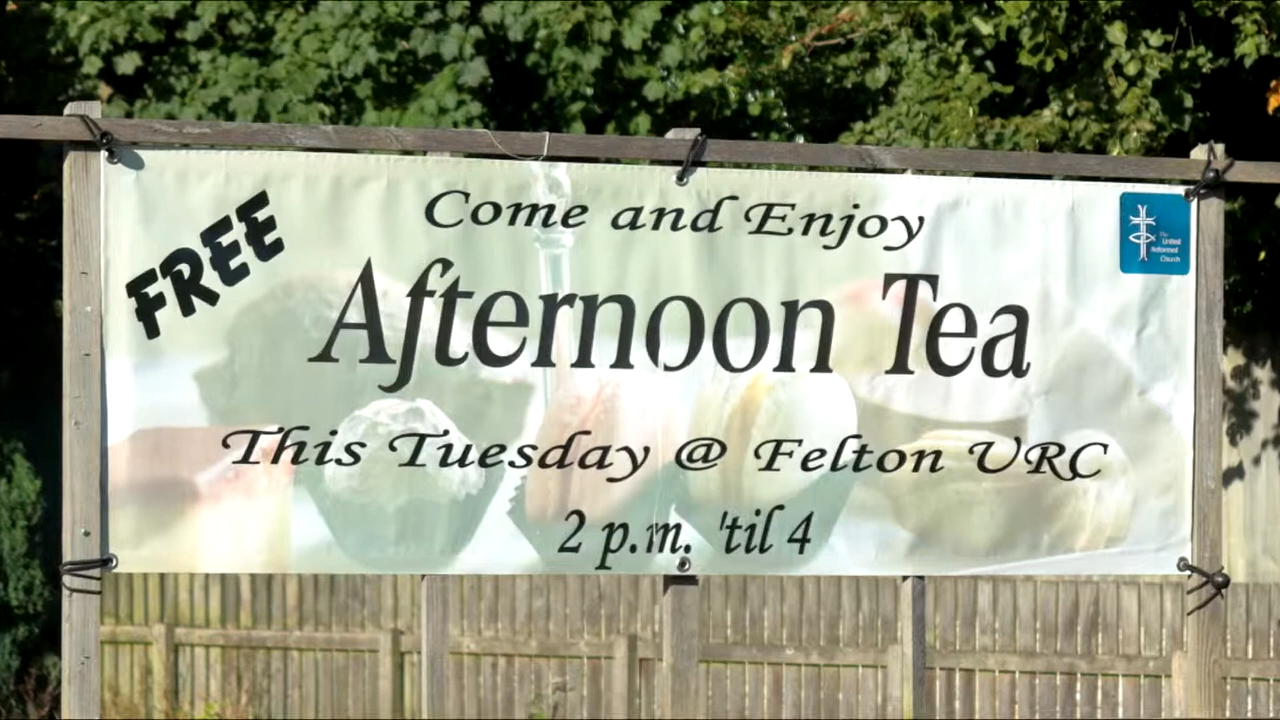 FREE
Come and Enjoy
Afternoon Tea
This Tuesday @ Felton URC
2 p.m. 'til 4
The
United
Reformed
Church